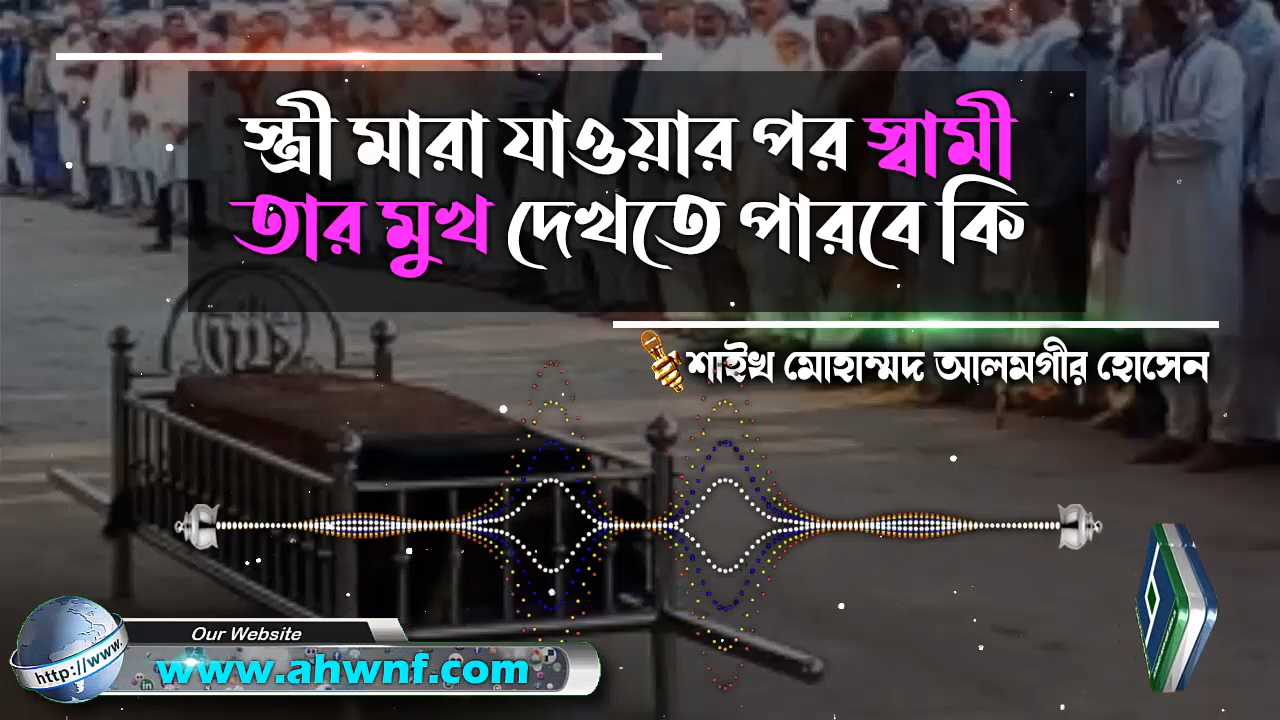 স্ত্রী মারা যাওয়ার পর স্বামী
তার মুখ দেখতে পারবে কি
শাইখ মোহাম্মদ আলমগীর হোসেন
Our Website
http://www.
www.ahwnf.com